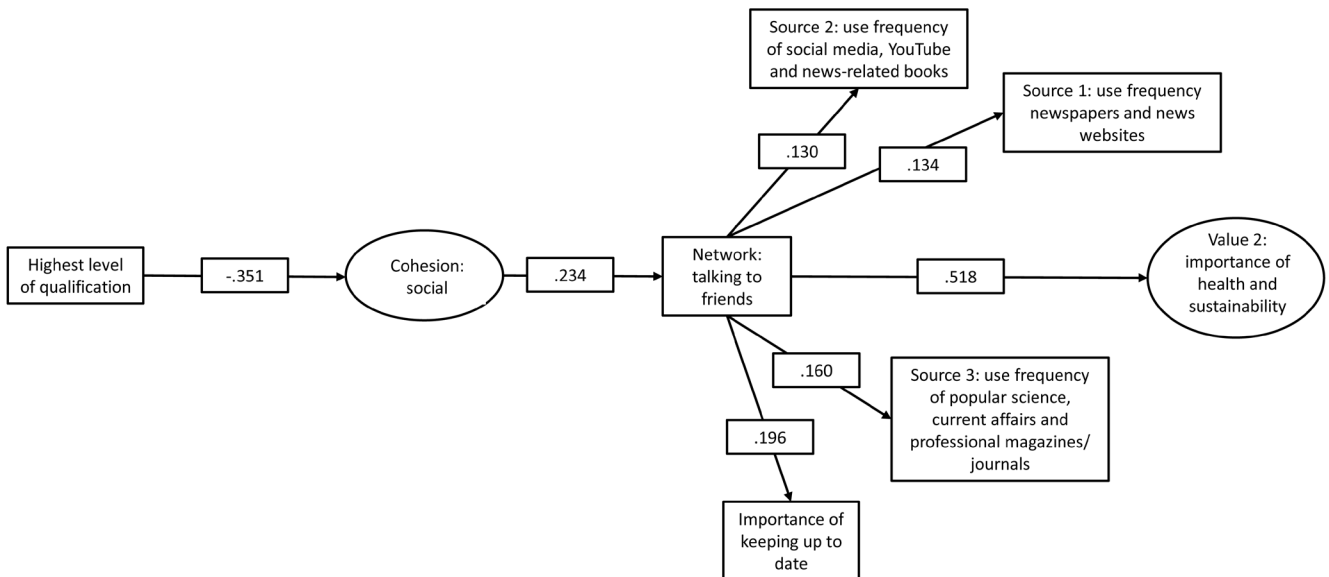 Source 2: use frequency
of social media, YouTube
and news-related books
Source 1: use frequency
newspapers and news
websites
.130
.134
Highest level
of qualification
-.351
Cohesion:
social
.234
Network:
talking to
friends
.518
Value 2:
importance of
health and
sustainability
.160
Source 3: use frequency
of popular science,
current affairs and
professional magazines/
journals
.196
Importance of
keeping up to
date